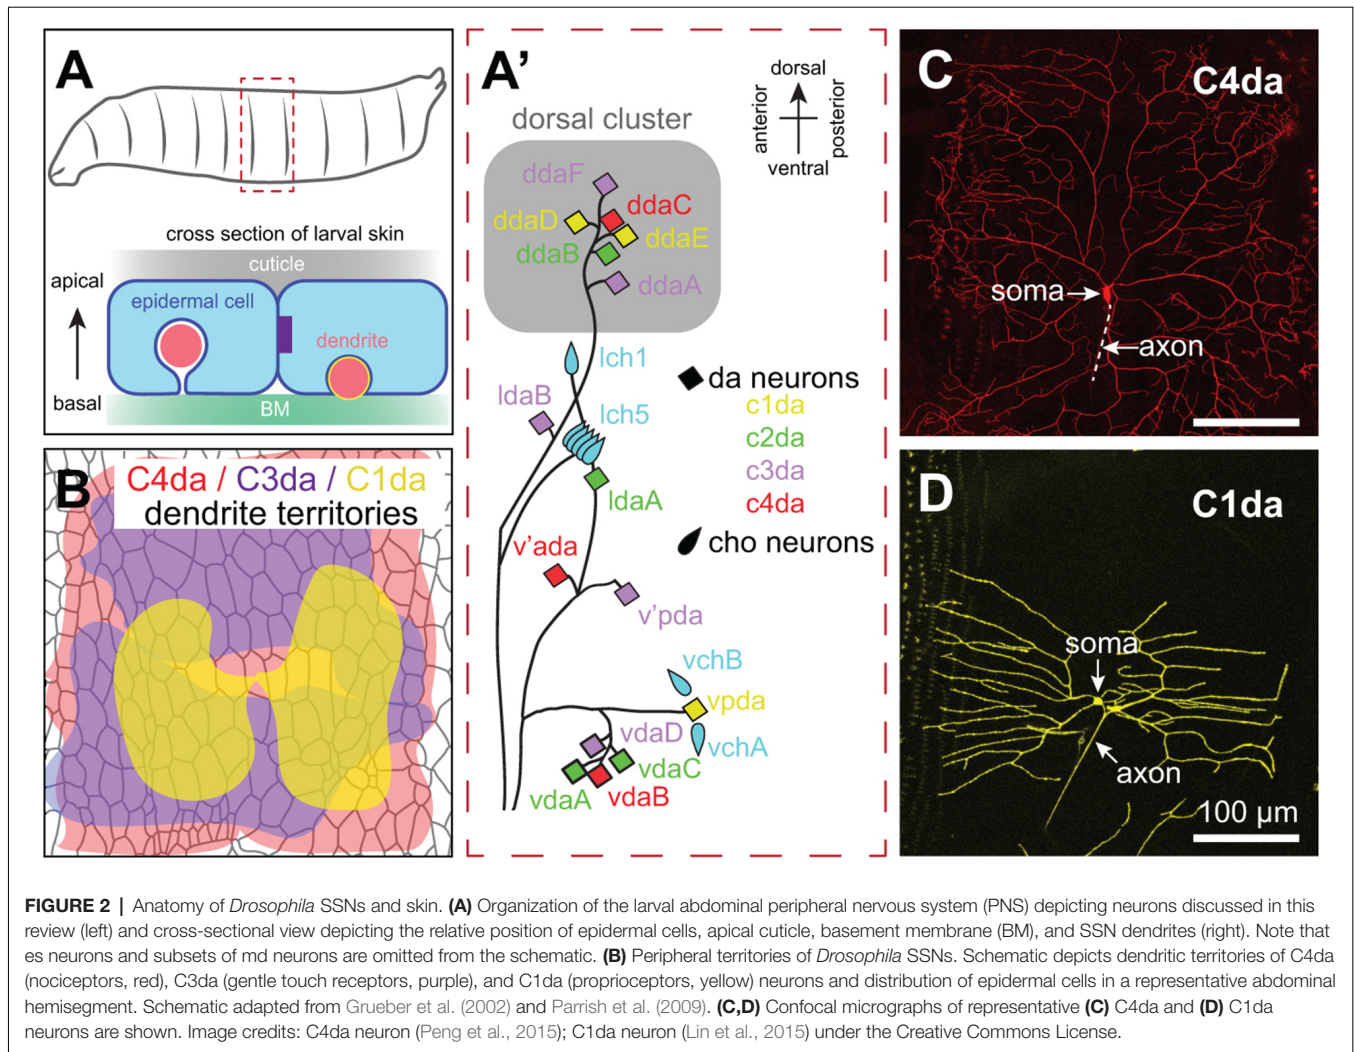 A
cross section of larval skin
cuticle
apical
epidermal cell
dendrite
basal
BM
B
C4da / C3da / C1da
dendrite territories
A’
dorsal
anterior
posterior
ventral
dorsal cluster
ddaF
ddaC
ddaD
ddaE
ddaB
ddaA
lch1
ldaB
lch5
ldaA
da neurons
c1da
c2da
c3da
c4da
cho neurons
v’ada
v’pda
vchB
vpda
vdaD
vchA
vdaC
vdaA
vdaB
C
C4da
soma
axon
D
C1da
soma
axon
100 µm
FIGURE 2 | Anatomy of Drosophila SSNs and skin. (A) Organization of the larval abdominal peripheral nervous system (PNS) depicting neurons discussed in this
review (left) and cross-sectional view depicting the relative position of epidermal cells, apical cuticle, basement membrane (BM), and SSN dendrites (right). Note that
es neurons and subsets of md neurons are omitted from the schematic. (B) Peripheral territories of Drosophila SSNs. Schematic depicts dendritic territories of C4da
(nociceptors, red), C3da (gentle touch receptors, purple), and C1da (proprioceptors, yellow) neurons and distribution of epidermal cells in a representative abdominal
hemisegment. Schematic adapted from Grueber et al. (2002) and Parrish et al. (2009). (C,D) Confocal micrographs of representative (C) C4da and (D) C1da
neurons are shown. Image credits: C4da neuron (Peng et al., 2015); C1da neuron (Lin et al., 2015) under the Creative Commons License.